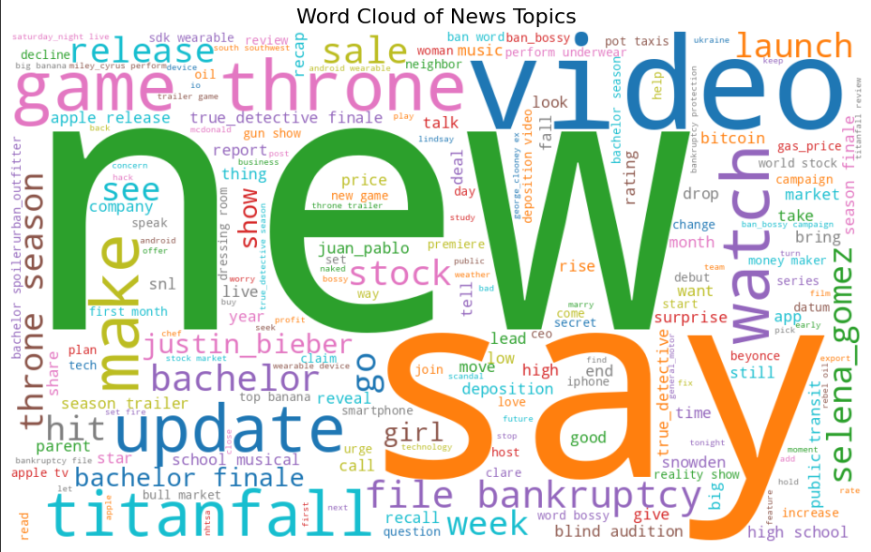 Word Cloud of News Topics
saturday_night live
sdk wearable
review
ban word
ban_bossy
pot taxis
ukraine
keep
decline
south southwest
release
sale
recap
woman
music
perform underwear
launch
big banana
miley_cyrus perform
device
android wearable
neighbor
help
io
oil
trailer game
game throne
video
look
apple release
true_detective finale
play
talk
bachelor season
bankruptcy protection
bitcoin
titanfall review
back
mcdonald
gun show
lindsay
fall
deposition video
george_clooney ex
gas_price
report
post
business
deal
world stock
season finale
concern
hack
thing
new
see
price
day
rating
drop
campaign
company
new game
throne trailer
study
market
watch
ban_bossy campaign
speak
show
dressing room
true_detective season
juan_pablo
premiere
change
take
android
offer
set
public
rise
month
bring
snl
naked
bossy
stock
weather
bad
tell
debut
team
money maker
turn
throne season
bachelor spoiler
urban_outfitter
make
live
worry
buy
way
come
marry
want
series
film
first month
year
secret
start
surprise
app
datum
early
pick
chef
seek
profit
say
lead
ceo
selena_gomez
plan
justin_bieber
low
find
general_motor
beyonce
export
tech
stock market
claim
move
high
end
share
wearable device
go
join
scandal
iphone
fix
still
rebel oil
bachelor
deposition
true_detective
season trailer
top banana
reveal
smartphone
love
time
public transit
set fire
hit
update
girl
future
good
tonight
moment
parent
close
urge
technology
stop
host
snowden
add
star
school musical
call
clare
reality show
rate
bankruptcy file
apple tv
bachelor finale
big
hold
let
bull market
file bankruptcy
feature
titanfall
recall
word bossy
give
increase
read
apple
nhtsa
first
next
question
week
blind audition
high school